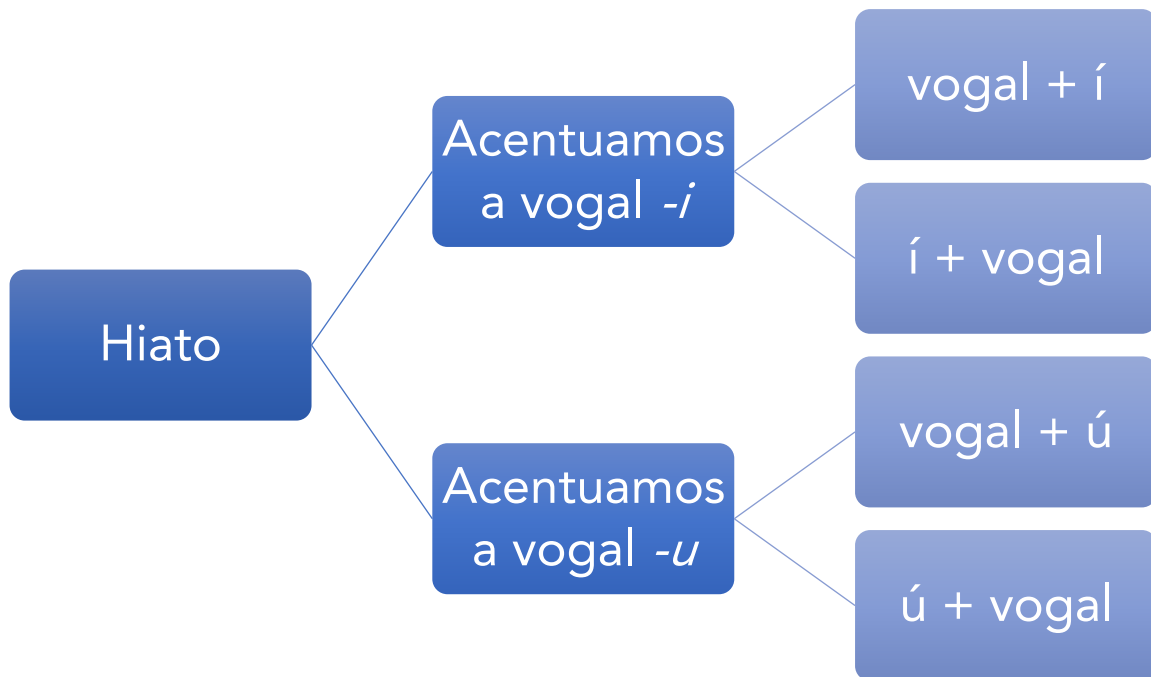 Hiato
Acentuamos
a vogal -i
vogal + í
í + vogal
Acentuamos
a vogal -u
vogal + ú
ú + vogal